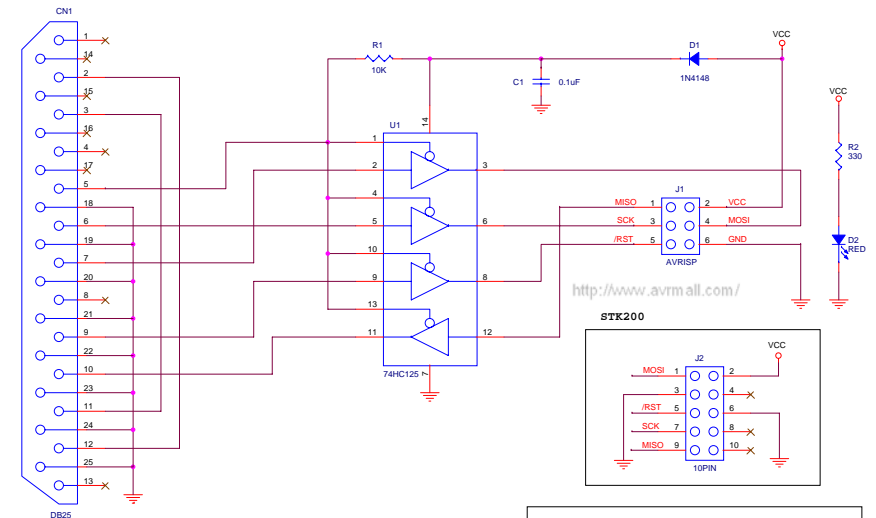 CN1
1
14
2
15
3
16
4
17
5
18
6
19
7
20
8
21
9
22
10
23
11
24
12
25
13
DB25
R1
10K
C1
0.1uF
D1
1N4148
VCC
U1
14
1
2
3
4
5
6
10
9
8
13
11
12
7
74HC125
J1
MISO 1 2 VCC
SCK 3 4 MOSI
/RST 5 6 GND
AVRISP
VCC
R2
330
D2
RED
http://www.avrmall.com/
STK200
J2
VCC
MOSI 1 2
3 4
/RST 5 6
SCK 7 8
MISO 9 10
10PIN